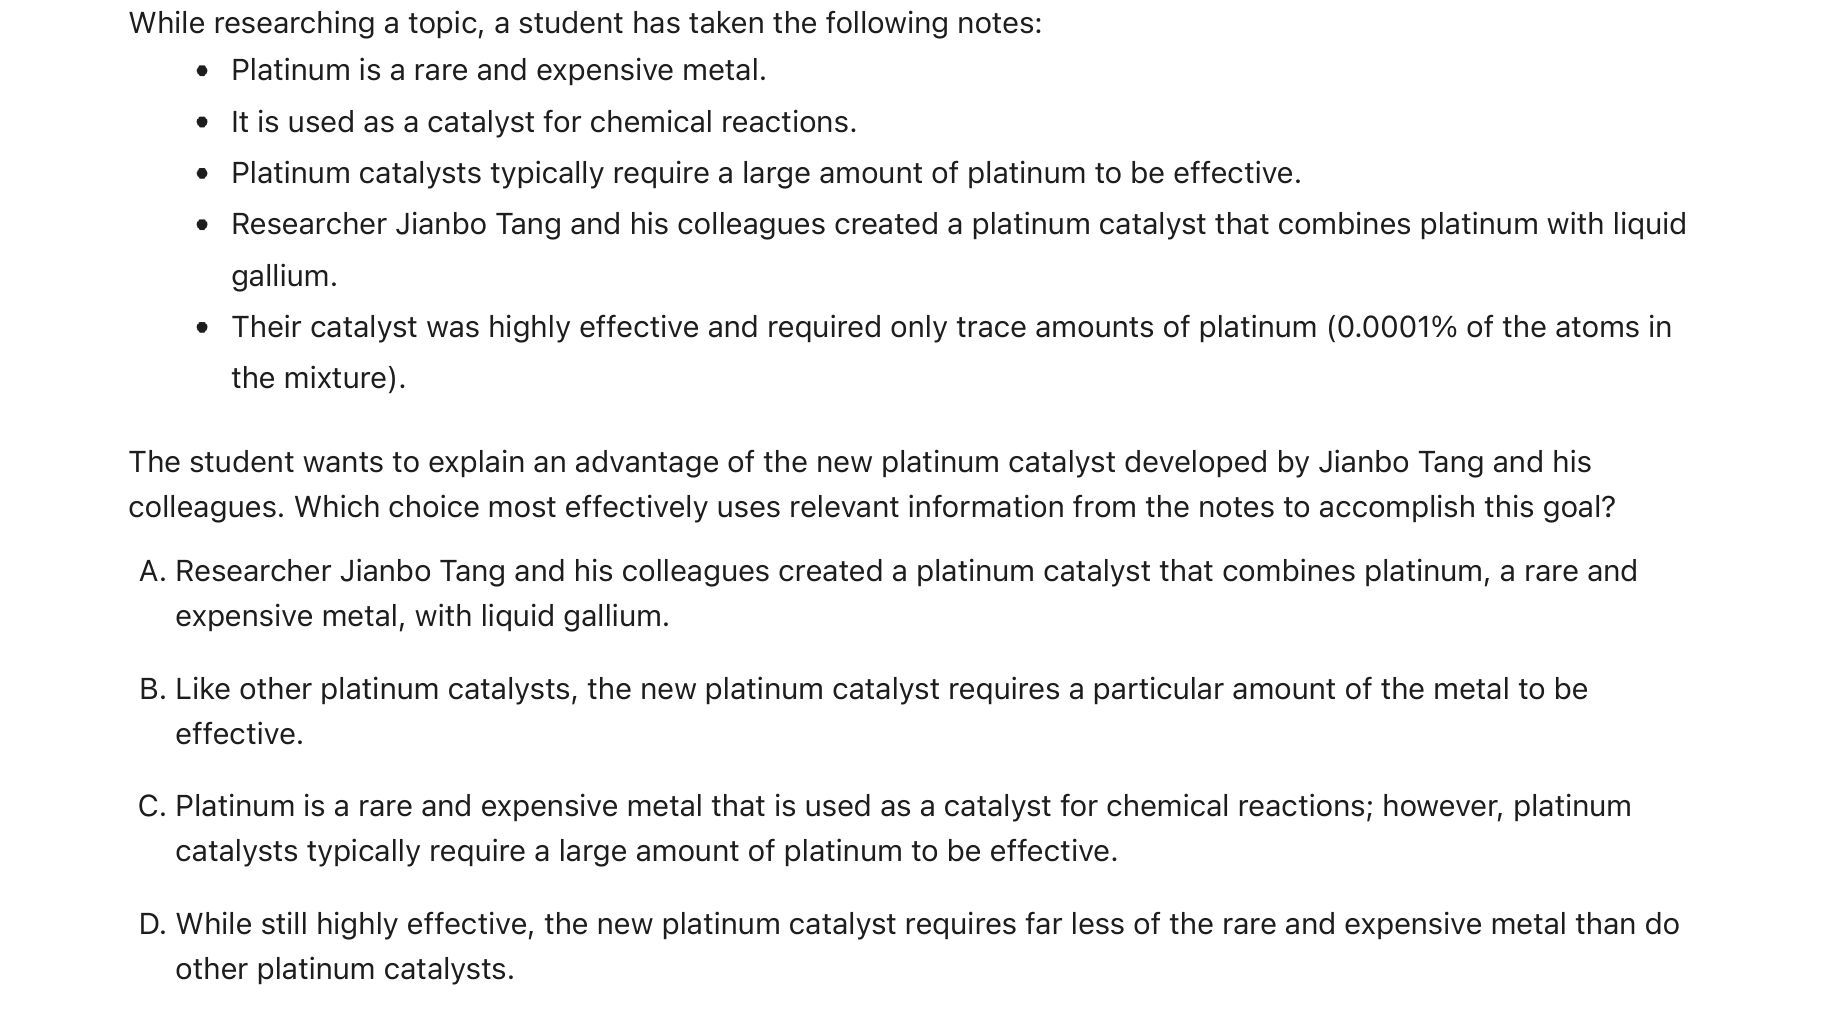 While researching a topic, a student has taken the following notes:
• Platinum is a rare and expensive metal.
• It is used as a catalyst for chemical reactions.
• Platinum catalysts typically require a large amount of platinum to be effective.
• Researcher Jianbo Tang and his colleagues created a platinum catalyst that combines platinum with liquid
gallium.
• Their catalyst was highly effective and required only trace amounts of platinum (0.0001% of the atoms in
the mixture).
The student wants to explain an advantage of the new platinum catalyst developed by Jianbo Tang and his
colleagues. Which choice most effectively uses relevant information from the notes to accomplish this goal?
A. Researcher Jianbo Tang and his colleagues created a platinum catalyst that combines platinum, a rare and
expensive metal, with liquid gallium.
B. Like other platinum catalysts, the new platinum catalyst requires a particular amount of the metal to be
effective.
C. Platinum is a rare and expensive metal that is used as a catalyst for chemical reactions; however, platinum
catalysts typically require a large amount of platinum to be effective.
D. While still highly effective, the new platinum catalyst requires far less of the rare and expensive metal than do
other platinum catalysts.